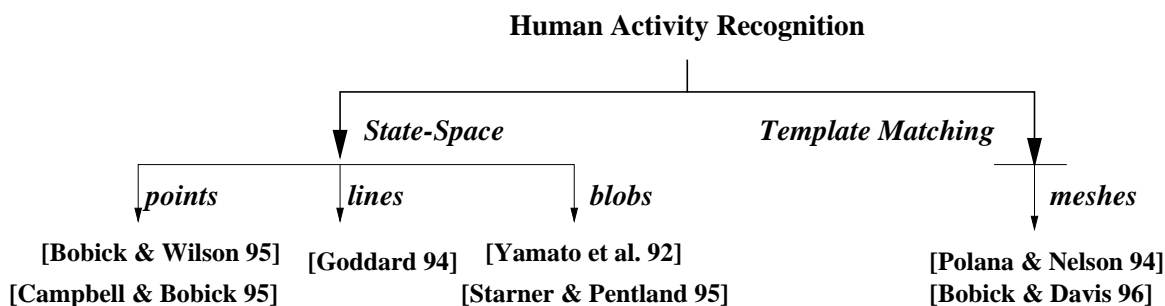 Human Activity Recognition
State-Space
Template Matching
points
lines
blobs
meshes
[Bobick & Wilson 95]
[Goddard 94]
[Yamato et al. 92]
[Polana & Nelson 94]
[Campbell & Bobick 95]
[Starner & Pentland 95]
[Bobick & Davis 96]